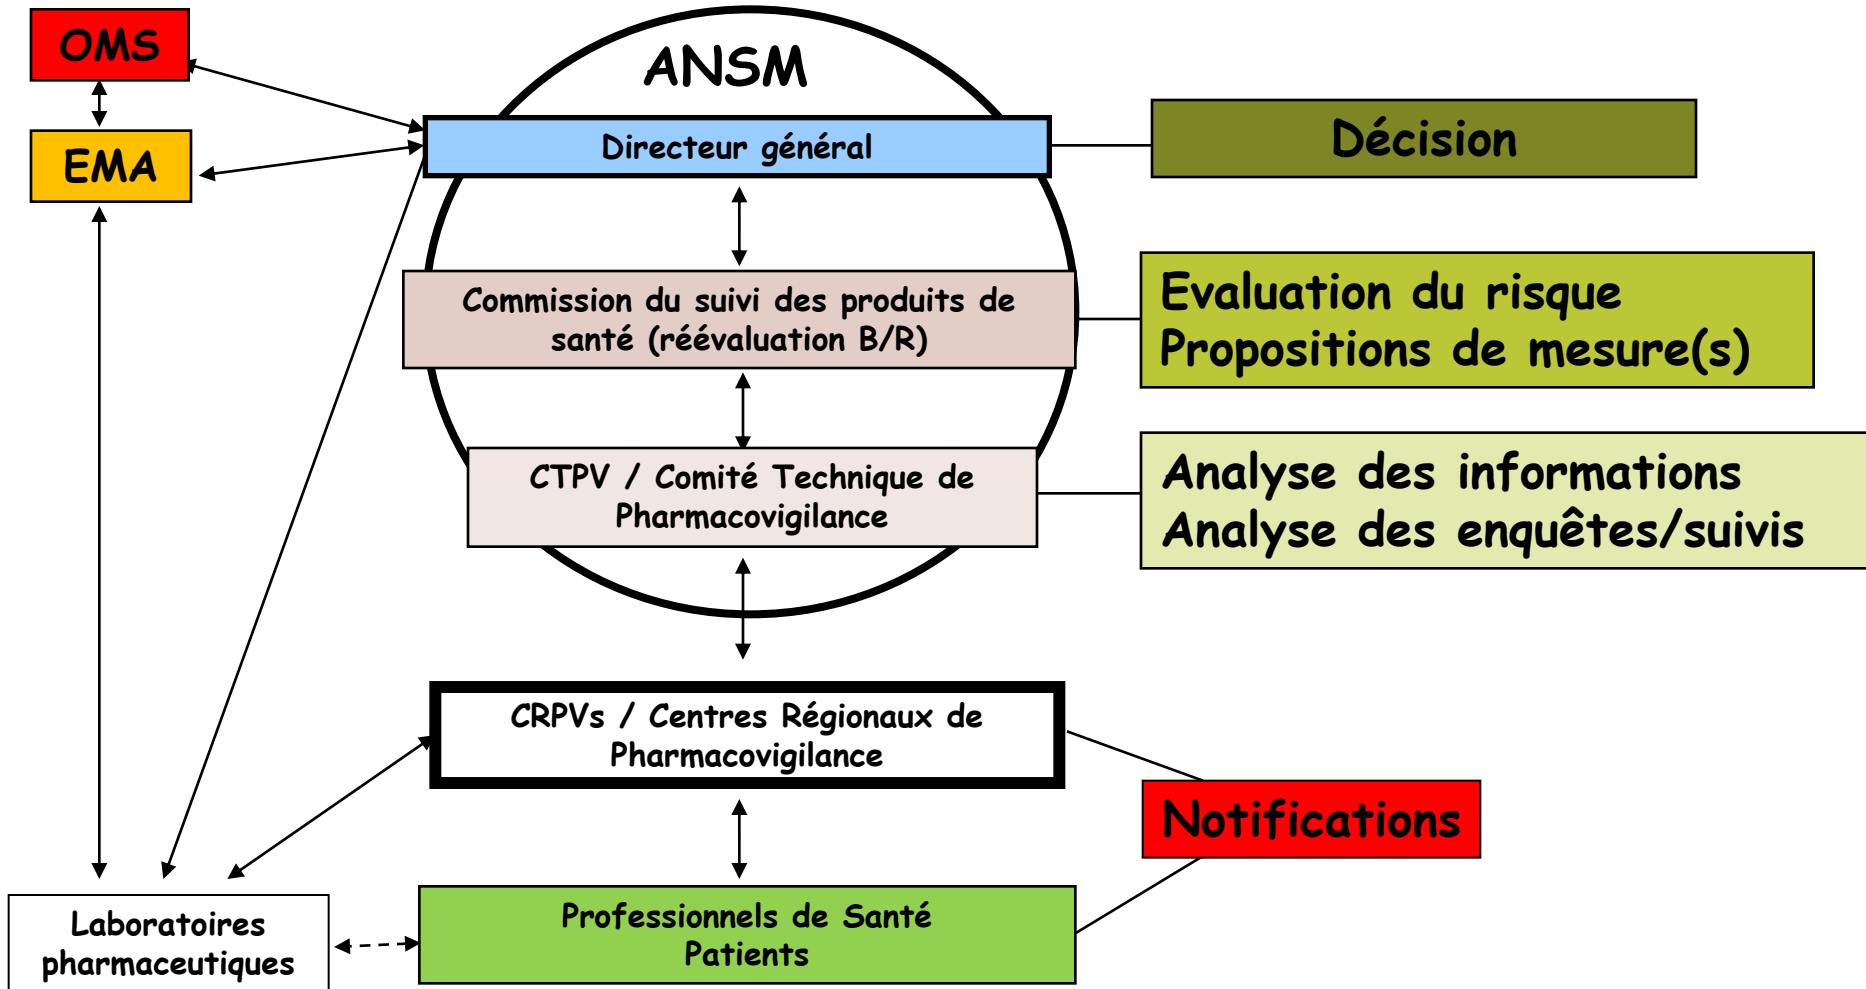 OMS
ANSM
EMA
Directeur général
Décision
Commission du suivi des produits de
santé (réévaluation B/R)
Evaluation du risque
Propositions de mesure(s)
CTPV / Comité Technique de
Pharmacovigilance
Analyse des informations
Analyse des enquêtes/suivis
CRPVs / Centres Régionaux de
Pharmacovigilance
Notifications
Laboratoires
pharmaceutiques
Professionnels de Santé
Patients